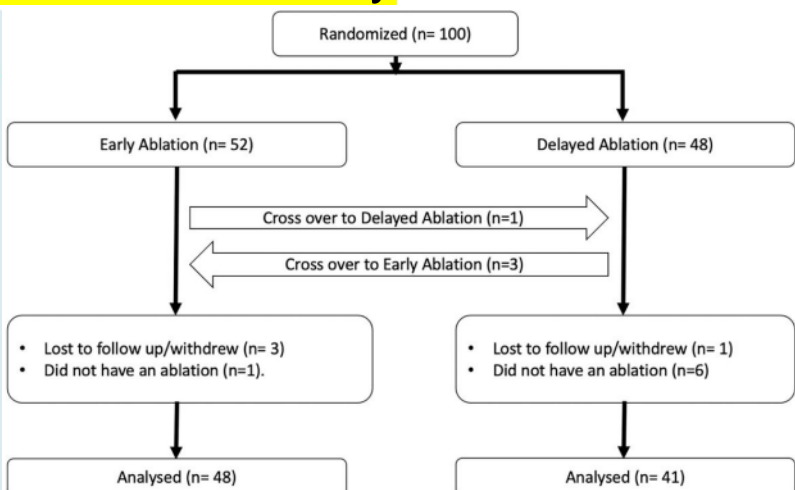 Randomized (n= 100)
Early Ablation (n= 52)
Delayed Ablation (n= 48)
Cross over to Delayed Ablation (n=1)
Cross over to Early Ablation (n=3)
• Lost to follow up/withdrew (n= 3)
• Did not have an ablation (n=1).
• Lost to follow up/withdrew (n= 1)
• Did not have an ablation (n=6)
Analysed (n= 48)
Analysed (n= 41)